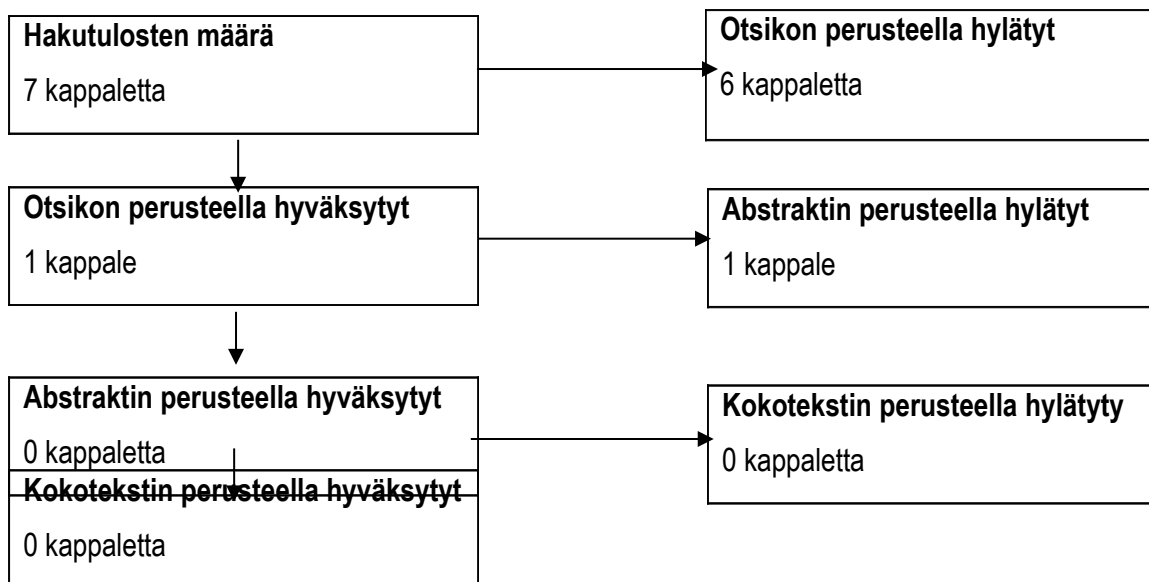 Hakutulosten määrä
7 kappaletta
Otsikon perusteella hylätyt
6 kappaletta
Otsikon perusteella hyväksytyt
1 kappale
Abstraktin perusteella hylätyt
1 kappale
Abstraktin perusteella hyväksytyt
0 kappaletta
Kokotekstin perusteella hylätyty
0 kappaletta
Kokotekstin perusteella hyväksytyt
0 kappaletta